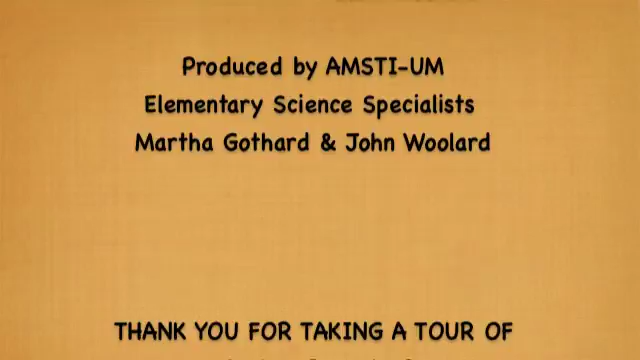 Produced by AMSTI-UM
Elementary Science Specialists
Martha Gothard & John Woolard
THANK YOU FOR TAKING A TOUR OF